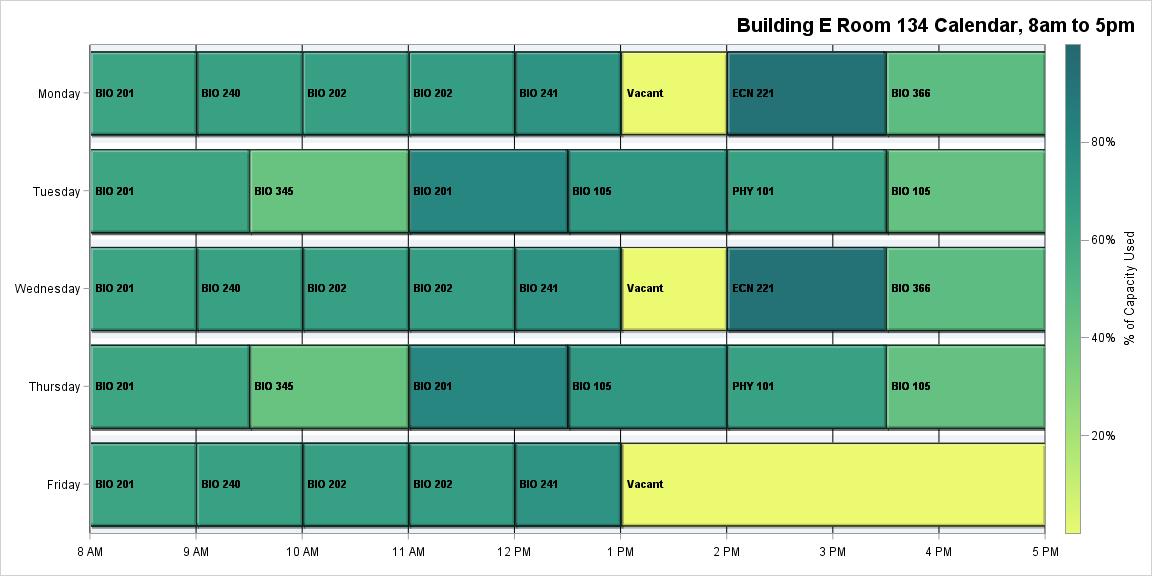 Building E Room 134 Calendar, 8am to 5pm
Monday
BIO 201
BIO 240
BIO 202
BIO 202
BIO 241
Vacant
ECN 221
BIO 366
Tuesday
BIO 201
BIO 345
BIO 201
BIO 105
PHY 101
BIO 105
Wednesday
BIO 201
BIO 240
BIO 202
BIO 202
BIO 241
Vacant
ECN 221
BIO 366
Thursday
BIO 201
BIO 345
BIO 201
BIO 105
PHY 101
BIO 105
Friday
BIO 201
BIO 240
BIO 202
BIO 202
BIO 241
Vacant
8 AM
9 AM
10 AM
11 AM
12 PM
1 PM
2 PM
3 PM
4 PM
5 PM
80%
60%
40%
20%
% of Capacity Used